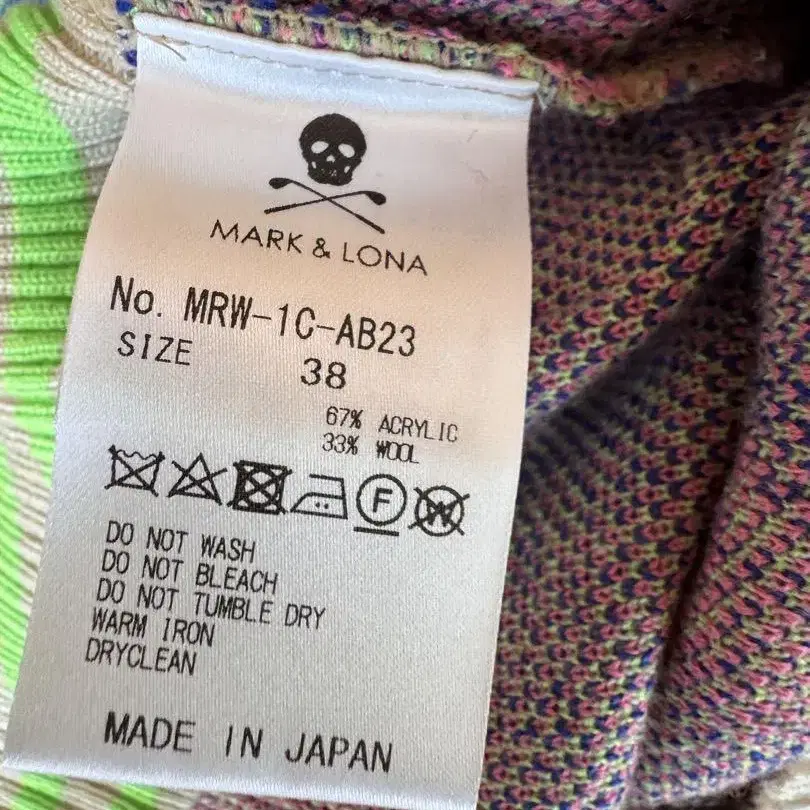 MARK & LONA
No. MRW-1C-AB23
SIZE 38
67% ACRYLIC
33% WOOL
F W
DO NOT WASH
DO NOT BLEACH
DO NOT TUMBLE DRY
WARM IRON
DRYCLEAN
MADE IN JAPAN